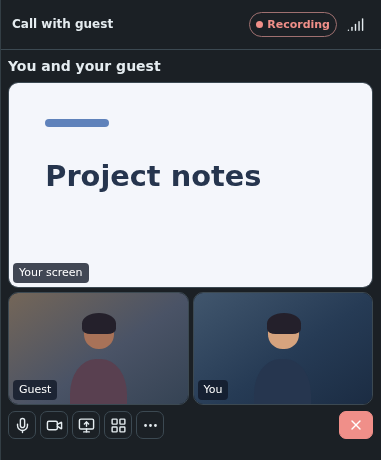 Call with guest
Recording
You and your guest
Project notes
Your screen
Guest
You